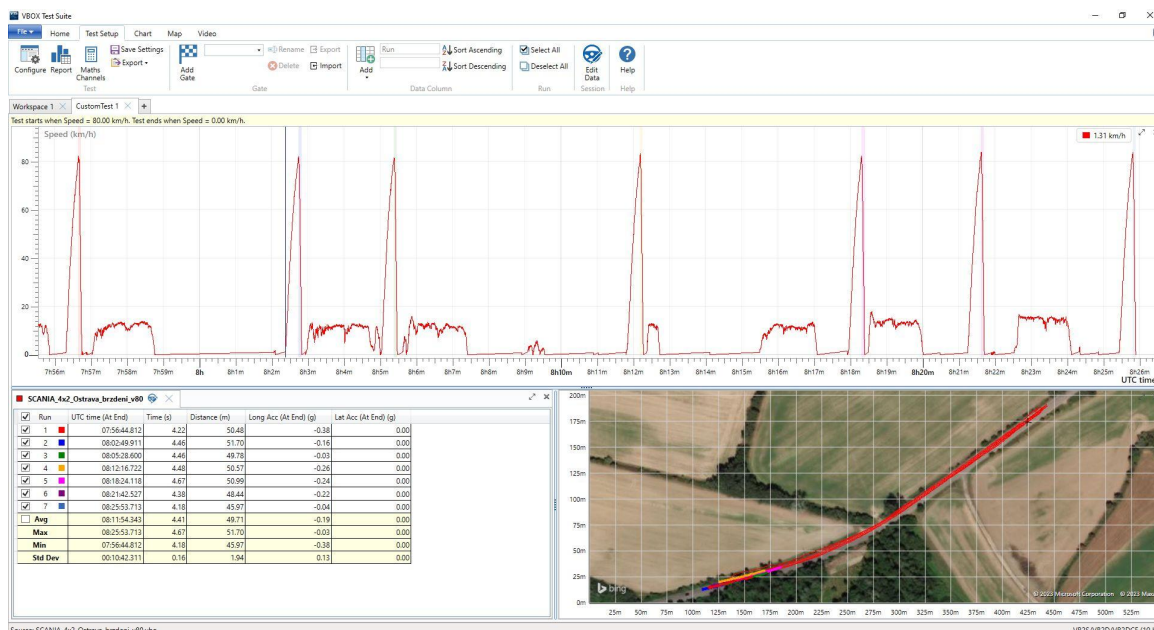 VBOX Test Suite
File Home Test Setup Chart Map Video
Configure Report Maths Channels Save Settings Export Test
Add Gate Rename Export Delete Import Gate
Add Run Sort Ascending Sort Descending Data Column
Select All Deselect All Run
Edit Data Session
Help Help
Workspace 1 CustomTest 1 +
Test starts when Speed = 80.00 km/h. Test ends when Speed = 0.00 km/h.
Speed (km/h)
1.31 km/h
80
60
40
20
0
7h56m 7h57m 7h58m 7h59m 8h 8h1m 8h2m 8h3m 8h4m 8h5m 8h6m 8h7m 8h8m 8h9m 8h10m 8h11m 8h12m 8h13m 8h14m 8h15m 8h16m 8h17m 8h18m 8h19m 8h20m 8h21m 8h22m 8h23m 8h24m 8h25m 8h26m
UTC time
SCANIA_4x2_Ostrava_brzdeni_v80
Run UTC time (At End) Time (s) Distance (m) Long Acc (At End) (g) Lat Acc (At End) (g)
1 07:56:44.812 4.22 50.48 -0.38 0.00
2 08:02:49.911 4.46 51.70 -0.16 0.00
3 08:05:28.600 4.46 49.78 -0.03 0.00
4 08:12:16.722 4.48 50.57 -0.26 0.00
5 08:18:24.118 4.67 50.99 -0.24 0.00
6 08:21:42.527 4.38 48.44 -0.22 0.00
7 08:25:53.713 4.18 45.97 -0.04 0.00
Avg 08:11:54.343 4.41 49.71 -0.19 0.00
Max 08:25:53.713 4.67 51.70 -0.03 0.00
Min 07:56:44.812 4.18 45.97 -0.38 0.00
Std Dev 00:10:42.311 0.16 1.94 0.13 0.00
200m
175m
150m
125m
100m
75m
50m
25m
0m
25m 50m 75m 100m 125m 150m 175m 200m 225m 250m 275m 300m 325m 350m 375m 400m 425m 450m 475m 500m 525m
bing
© 2023 Microsoft Corporation © 2023 Maxar